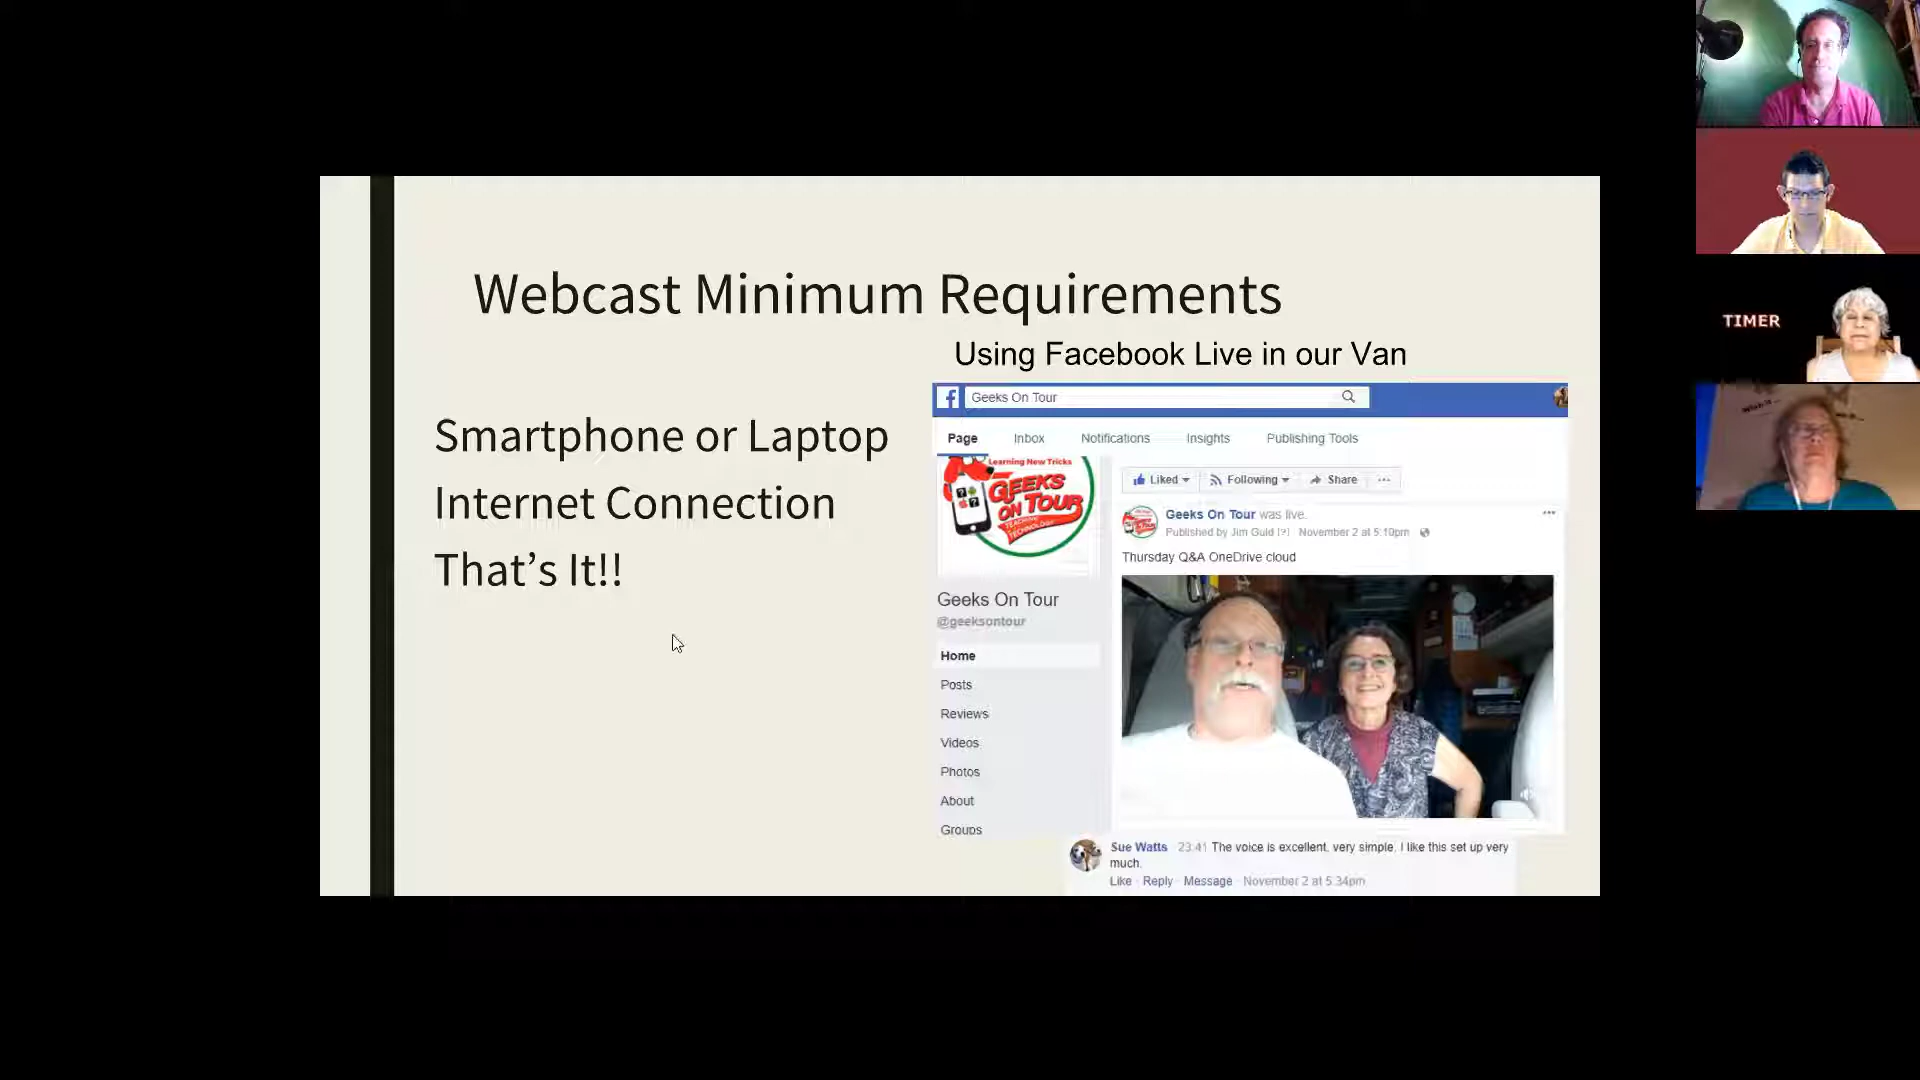 Webcast Minimum Requirements
Using Facebook Live in our Van
Smartphone or Laptop
Internet Connection
That’s It!!
Geeks On Tour
Page Inbox Notifications Insights Publishing Tools
Learning New Tricks
GEEKS
ON TOUR
TEACHING
TECHNOLOGY
Liked Following Share ...
Geeks On Tour was live.
Published by Jim Guld [?] November 2 at 5:10pm
Thursday Q&A OneDrive cloud
Geeks On Tour
@geeksontour
Home
Posts
Reviews
Videos
Photos
About
Groups
Sue Watts 23:41 The voice is excellent, very simple, I like this set up very
much.
Like · Reply · Message · November 2 at 5:34pm
TIMER